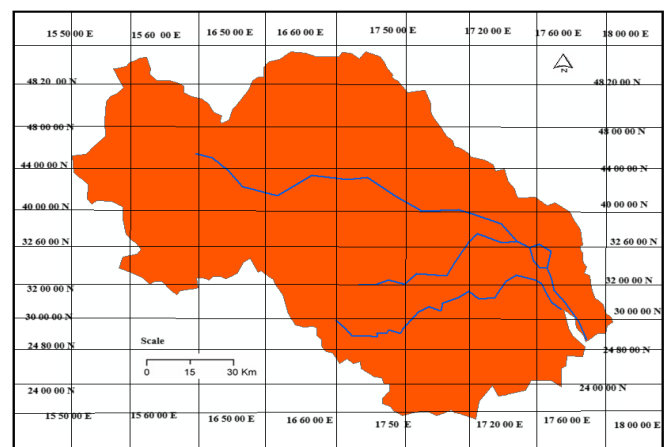 15 50 00 E
15 60 00 E
16 50 00 E
16 60 00 E
17 50 00 E
17 20 00 E
17 60 00 E
18 00 00 E
48 20 00 N
48 20 00 N
48 00 00 N
48 00 00 N
44 00 00 N
44 00 00 N
40 00 00 N
40 00 00 N
32 60 00 N
32 60 00 N
32 00 00 N
32 00 00 N
30 00 00 N
30 00 00 N
24 80 00 N
24 80 00 N
24 00 00 N
24 00 00 N
N
Scale
0 15 30 Km
15 50 00 E
15 60 00 E
16 50 00 E
16 60 00 E
17 50 00 E
17 20 00 E
17 60 00 E
18 00 00 E